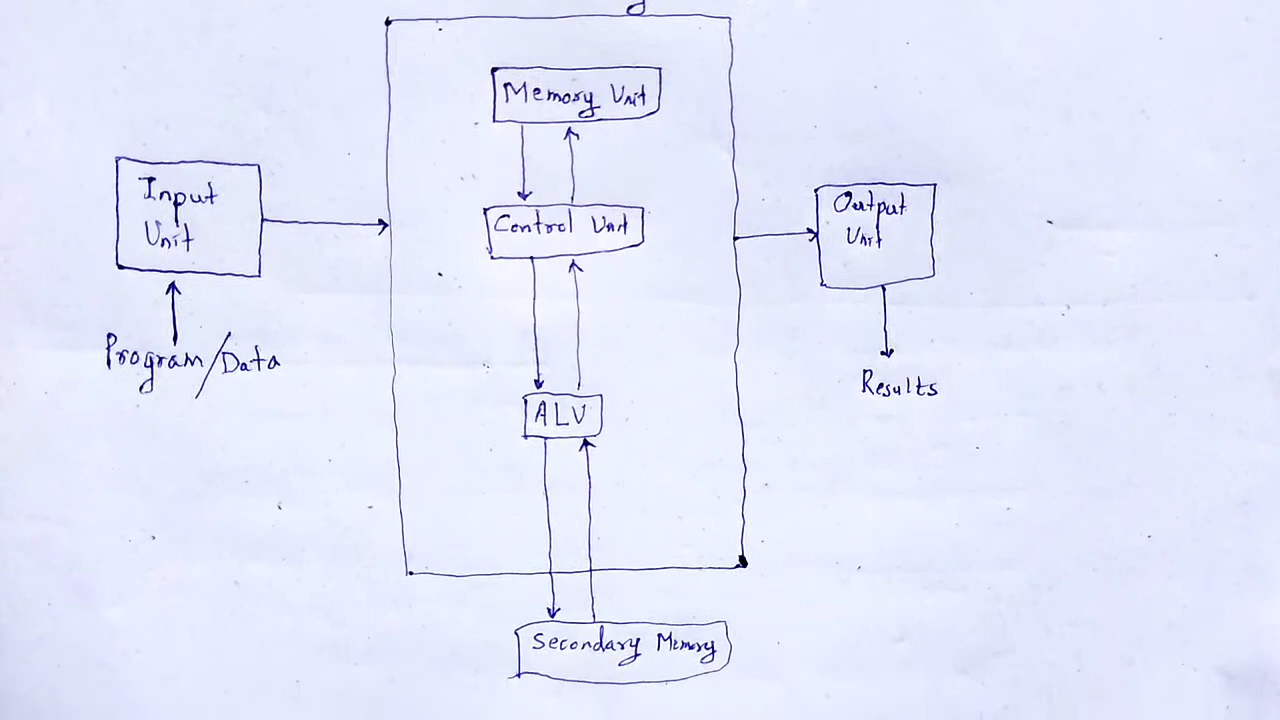 Memory Unit
Input
Unit
Control Unit
Output
Unit
Program/Data
Results
ALU
Secondary Memory